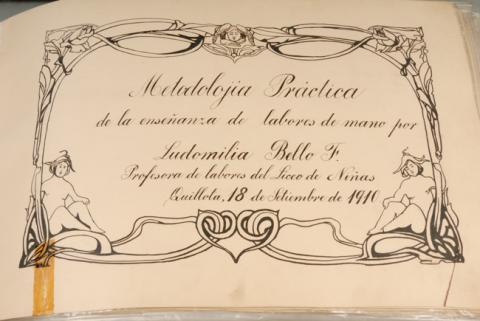 Metodolojía Práctica
de la enseñanza de labores de mano por
Ludomilia Bello F.
Profesora de labores del Liceo de Niñas
Quillota, 18 de Setiembre de 1910